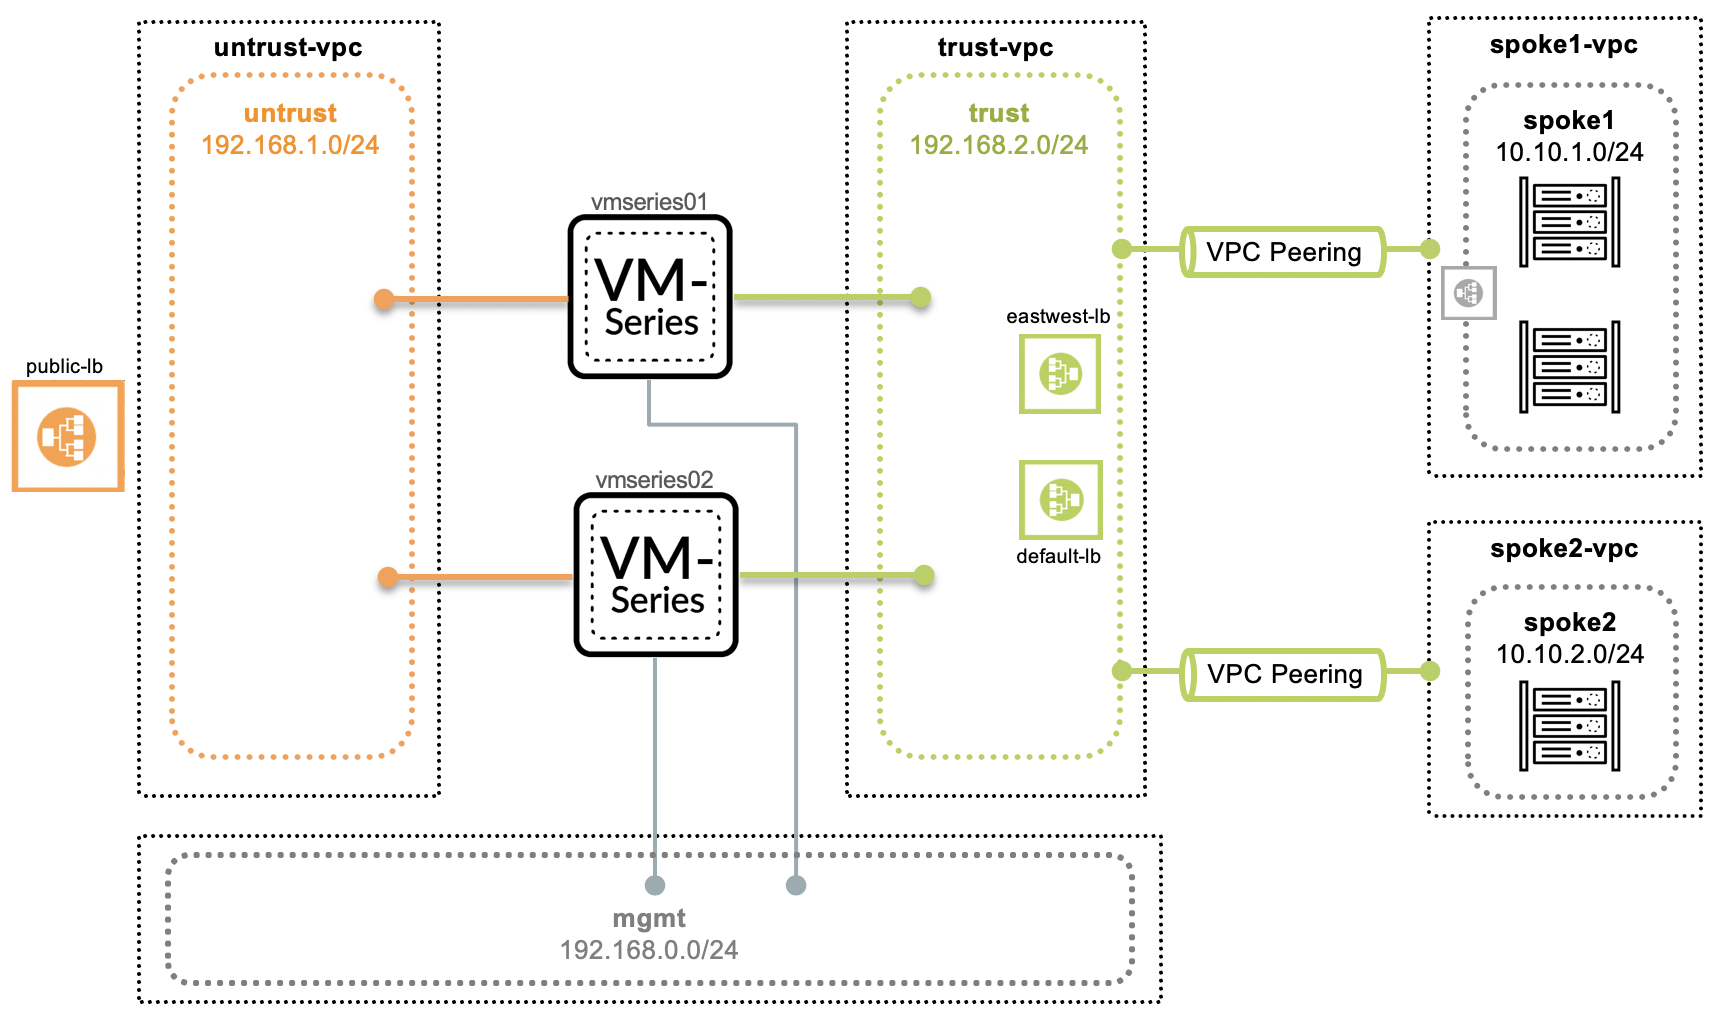 untrust-vpc
untrust
192.168.1.0/24
public-lb
vmseries01
VM-
Series
vmseries02
VM-
Series
trust-vpc
trust
192.168.2.0/24
eastwest-lb
default-lb
VPC Peering
VPC Peering
spoke1-vpc
spoke1
10.10.1.0/24
spoke2-vpc
spoke2
10.10.2.0/24
mgmt
192.168.0.0/24